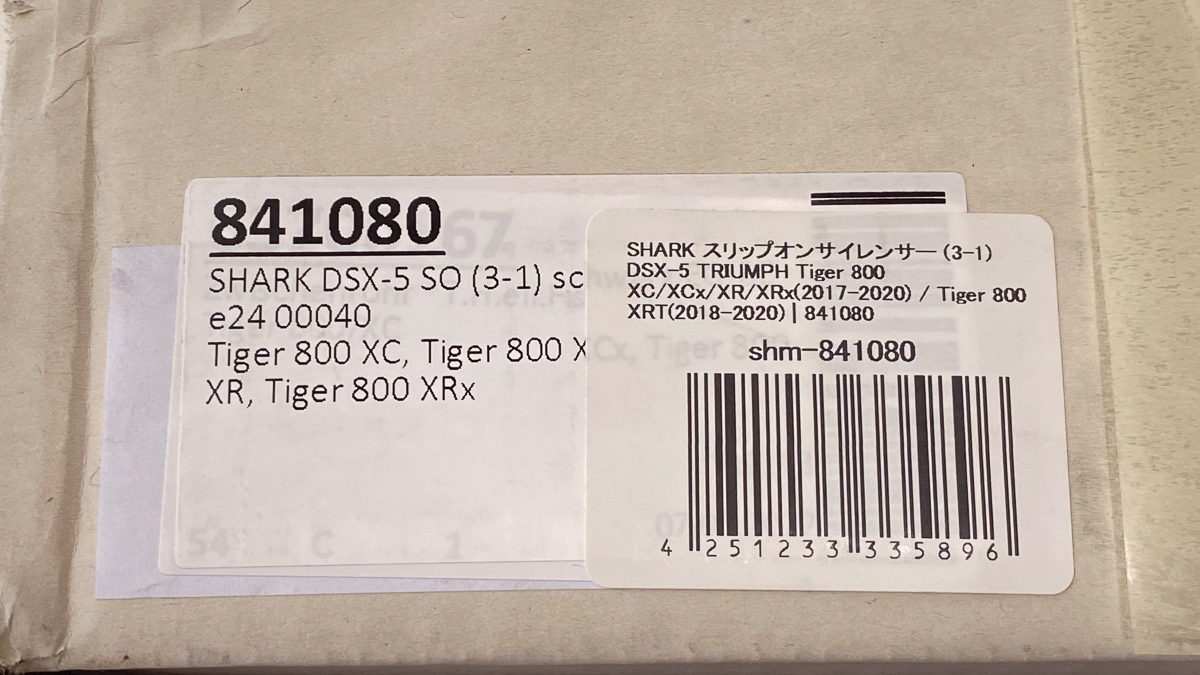 841080
SHARK DSX-5 SO (3-1) sc
e24 00040
Tiger 800 XC, Tiger 800 X
XR, Tiger 800 XRx
SHARK スリップオンサイレンサー (3-1)
DSX-5 TRIUMPH Tiger 800
XC/XCx/XR/XRx(2017-2020) / Tiger 800
XRT(2018-2020) | 841080
shm-841080
4 251233 335896